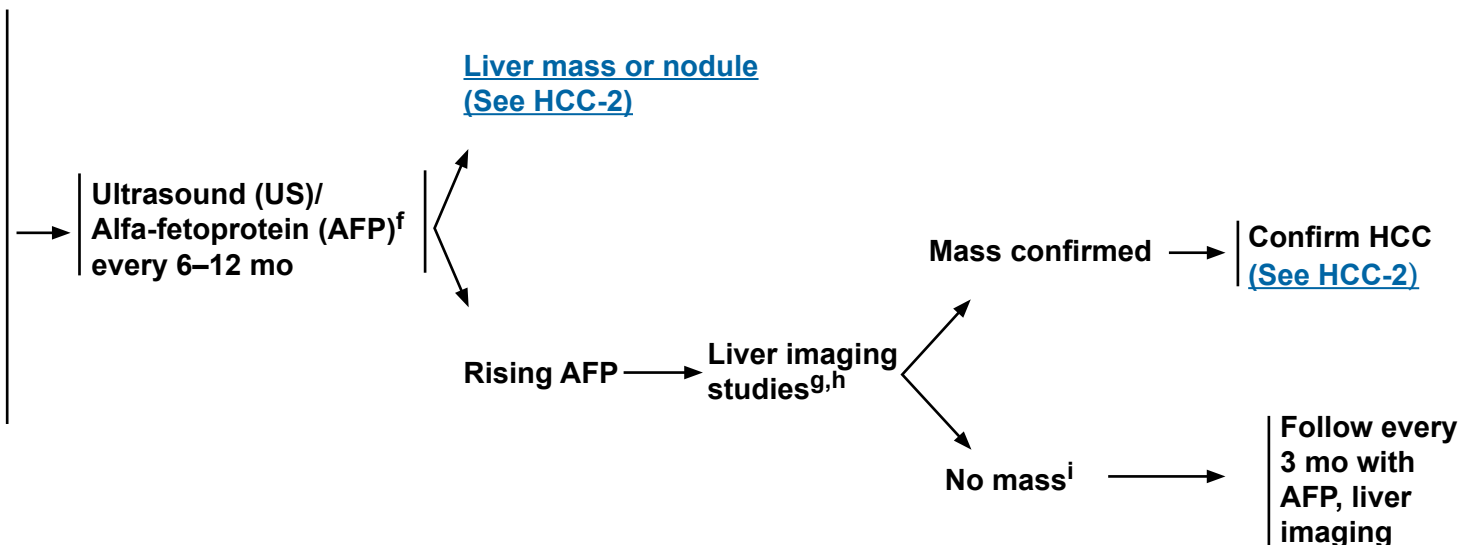 Liver mass or nodule
(See HCC-2)
Ultrasound (US)/
Alfa-fetoprotein (AFP)f
every 6–12 mo
Rising AFP
Liver imaging
studiesg,h
Mass confirmed
Confirm HCC
(See HCC-2)
No massi
Follow every
3 mo with
AFP, liver
imaging